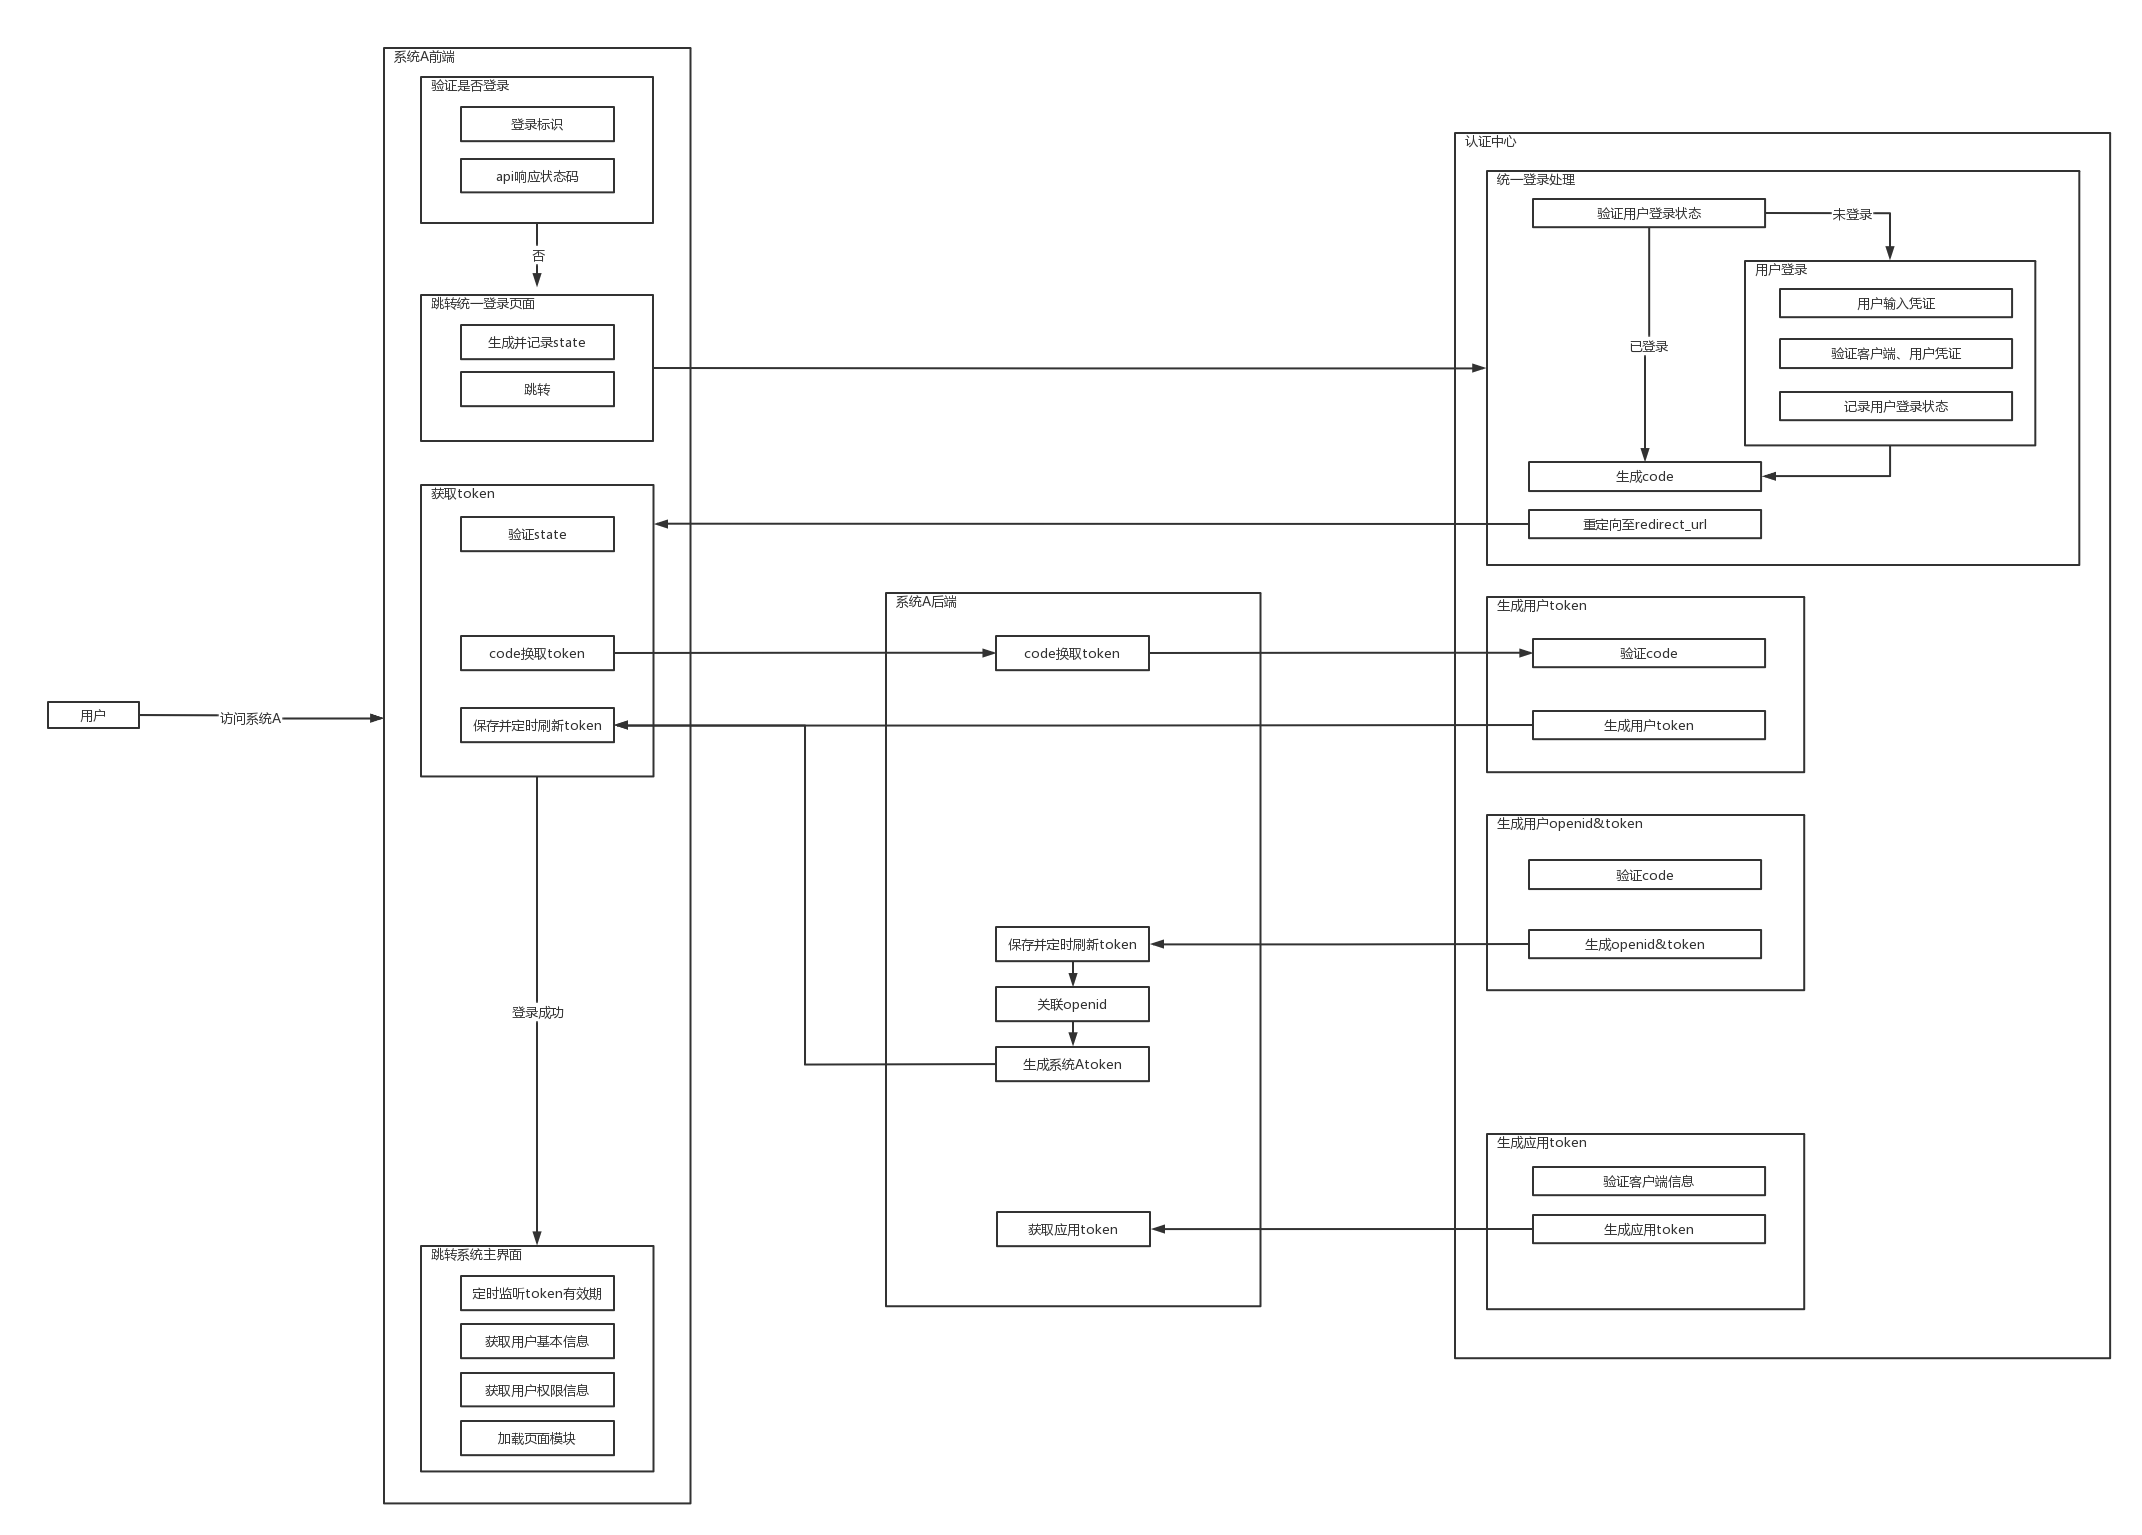 用户
访问系统A
系统A前端
验证是否登录
登录标识
api响应状态码
否
跳转统一登录页面
生成并记录state
跳转
获取token
验证state
code换取token
保存并定时刷新token
登录成功
跳转系统主界面
定时监听token有效期
获取用户基本信息
获取用户权限信息
加载页面模块
系统A后端
code换取token
保存并定时刷新token
关联openid
生成系统Atoken
获取应用token
认证中心
统一登录处理
验证用户登录状态
未登录
用户登录
用户输入凭证
验证客户端、用户凭证
记录用户登录状态
已登录
生成code
重定向至redirect_url
生成用户token
验证code
生成用户token
生成用户openid&token
验证code
生成openid&token
生成应用token
验证客户端信息
生成应用token